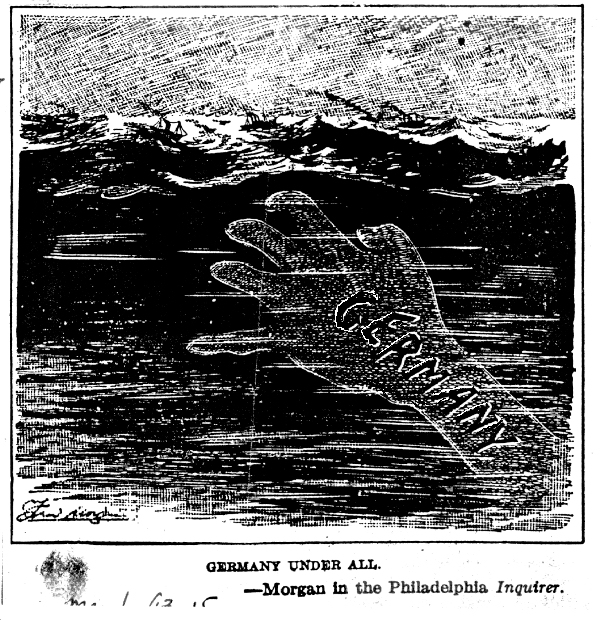 GERMANY
GERMANY UNDER ALL.
—Morgan in the Philadelphia Inquirer.